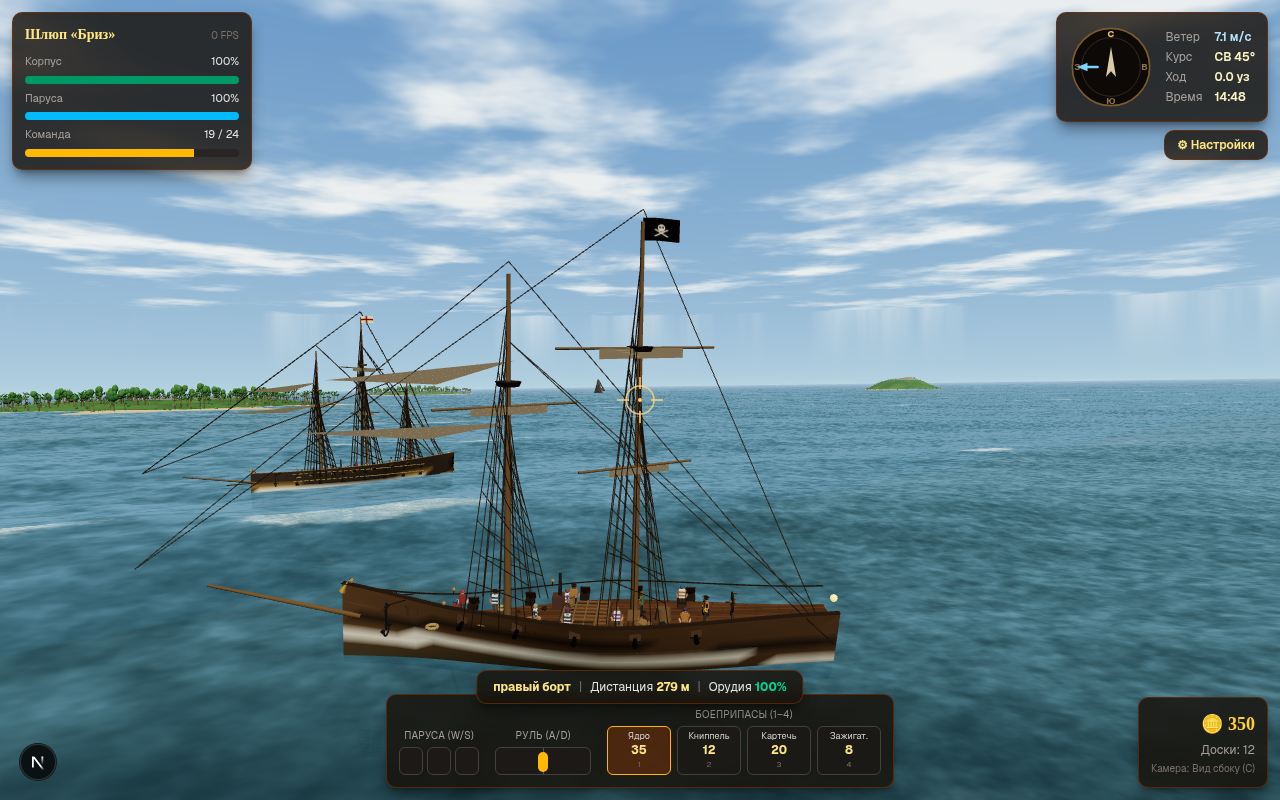 Шлюп «Бриз»
0 FPS
Корпус
100%
Паруса
100%
Команда
19 / 24
С
З
В
Ю
Ветер 7.1 м/с
Курс СВ 45°
Ход 0.0 уз
Время 14:48
⚙ Настройки
правый борт | Дистанция 279 м | Орудия 100%
ПАРУСА (W/S)
РУЛЬ (A/D)
БОЕПРИПАСЫ (1–4)
Ядро
35
1
Книппель
12
2
Картечь
20
3
Зажигат.
8
4
350
Доски: 12
Камера: Вид сбоку (C)
N